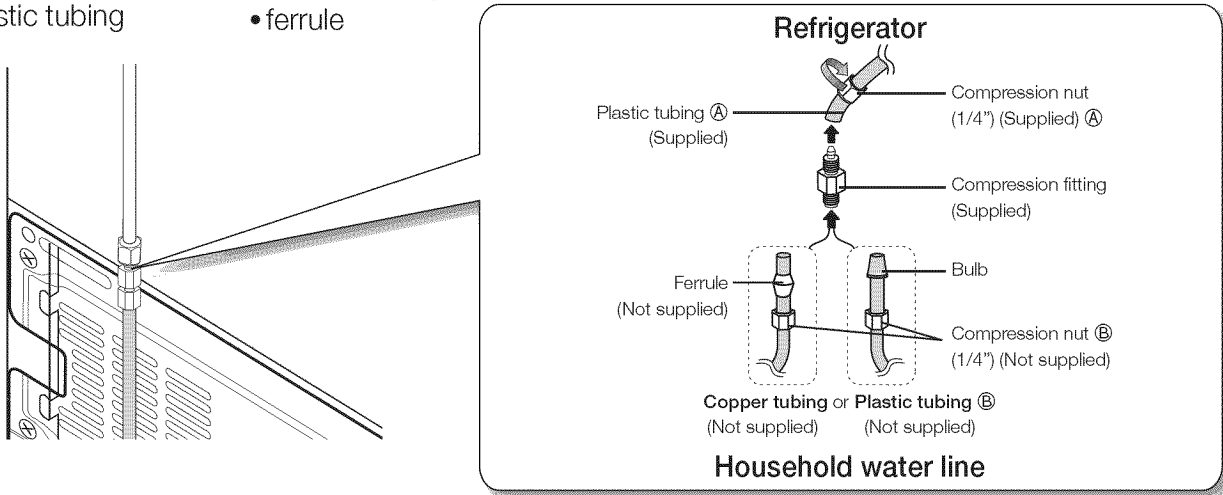 stic tubing
• ferrule
Refrigerator
Plastic tubing Ⓐ
(Supplied)
Compression nut
(1/4") (Supplied) Ⓐ
Compression fitting
(Supplied)
Ferrule
(Not supplied)
Bulb
Compression nut Ⓑ
(1/4") (Not supplied)
Copper tubing or Plastic tubing Ⓑ
(Not supplied) (Not supplied)
Household water line